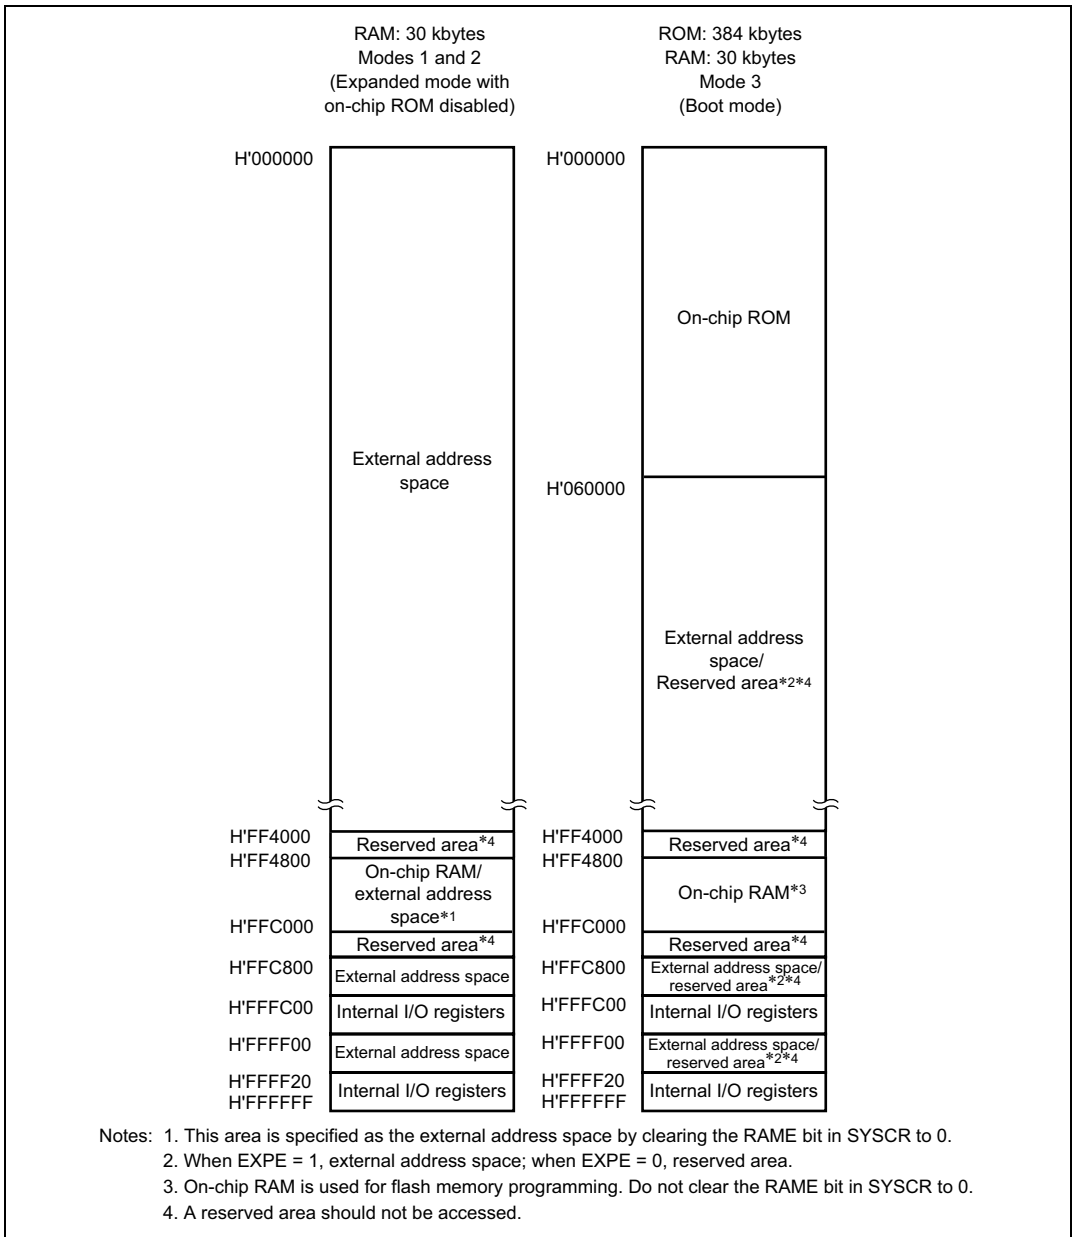 RAM: 30 kbytes
Modes 1 and 2
(Expanded mode with
on-chip ROM disabled)
H'000000
External address
space
H'FF4000
Reserved area*4
H'FF4800
On-chip RAM/
external address
space*1
H'FFC000
Reserved area*4
H'FFC800
External address space
H'FFFC00
Internal I/O registers
H'FFFF00
External address space
H'FFFF20
Internal I/O registers
H'FFFFFF
ROM: 384 kbytes
RAM: 30 kbytes
Mode 3
(Boot mode)
H'000000
On-chip ROM
H'060000
External address
space/
Reserved area*2*4
H'FF4000
Reserved area*4
H'FF4800
On-chip RAM*3
H'FFC000
Reserved area*4
H'FFC800
External address space/
reserved area*2*4
H'FFFC00
Internal I/O registers
H'FFFF00
External address space/
reserved area*2*4
H'FFFF20
Internal I/O registers
H'FFFFFF
Notes: 1. This area is specified as the external address space by clearing the RAME bit in SYSCR to 0.
2. When EXPE = 1, external address space; when EXPE = 0, reserved area.
3. On-chip RAM is used for flash memory programming. Do not clear the RAME bit in SYSCR to 0.
4. A reserved area should not be accessed.